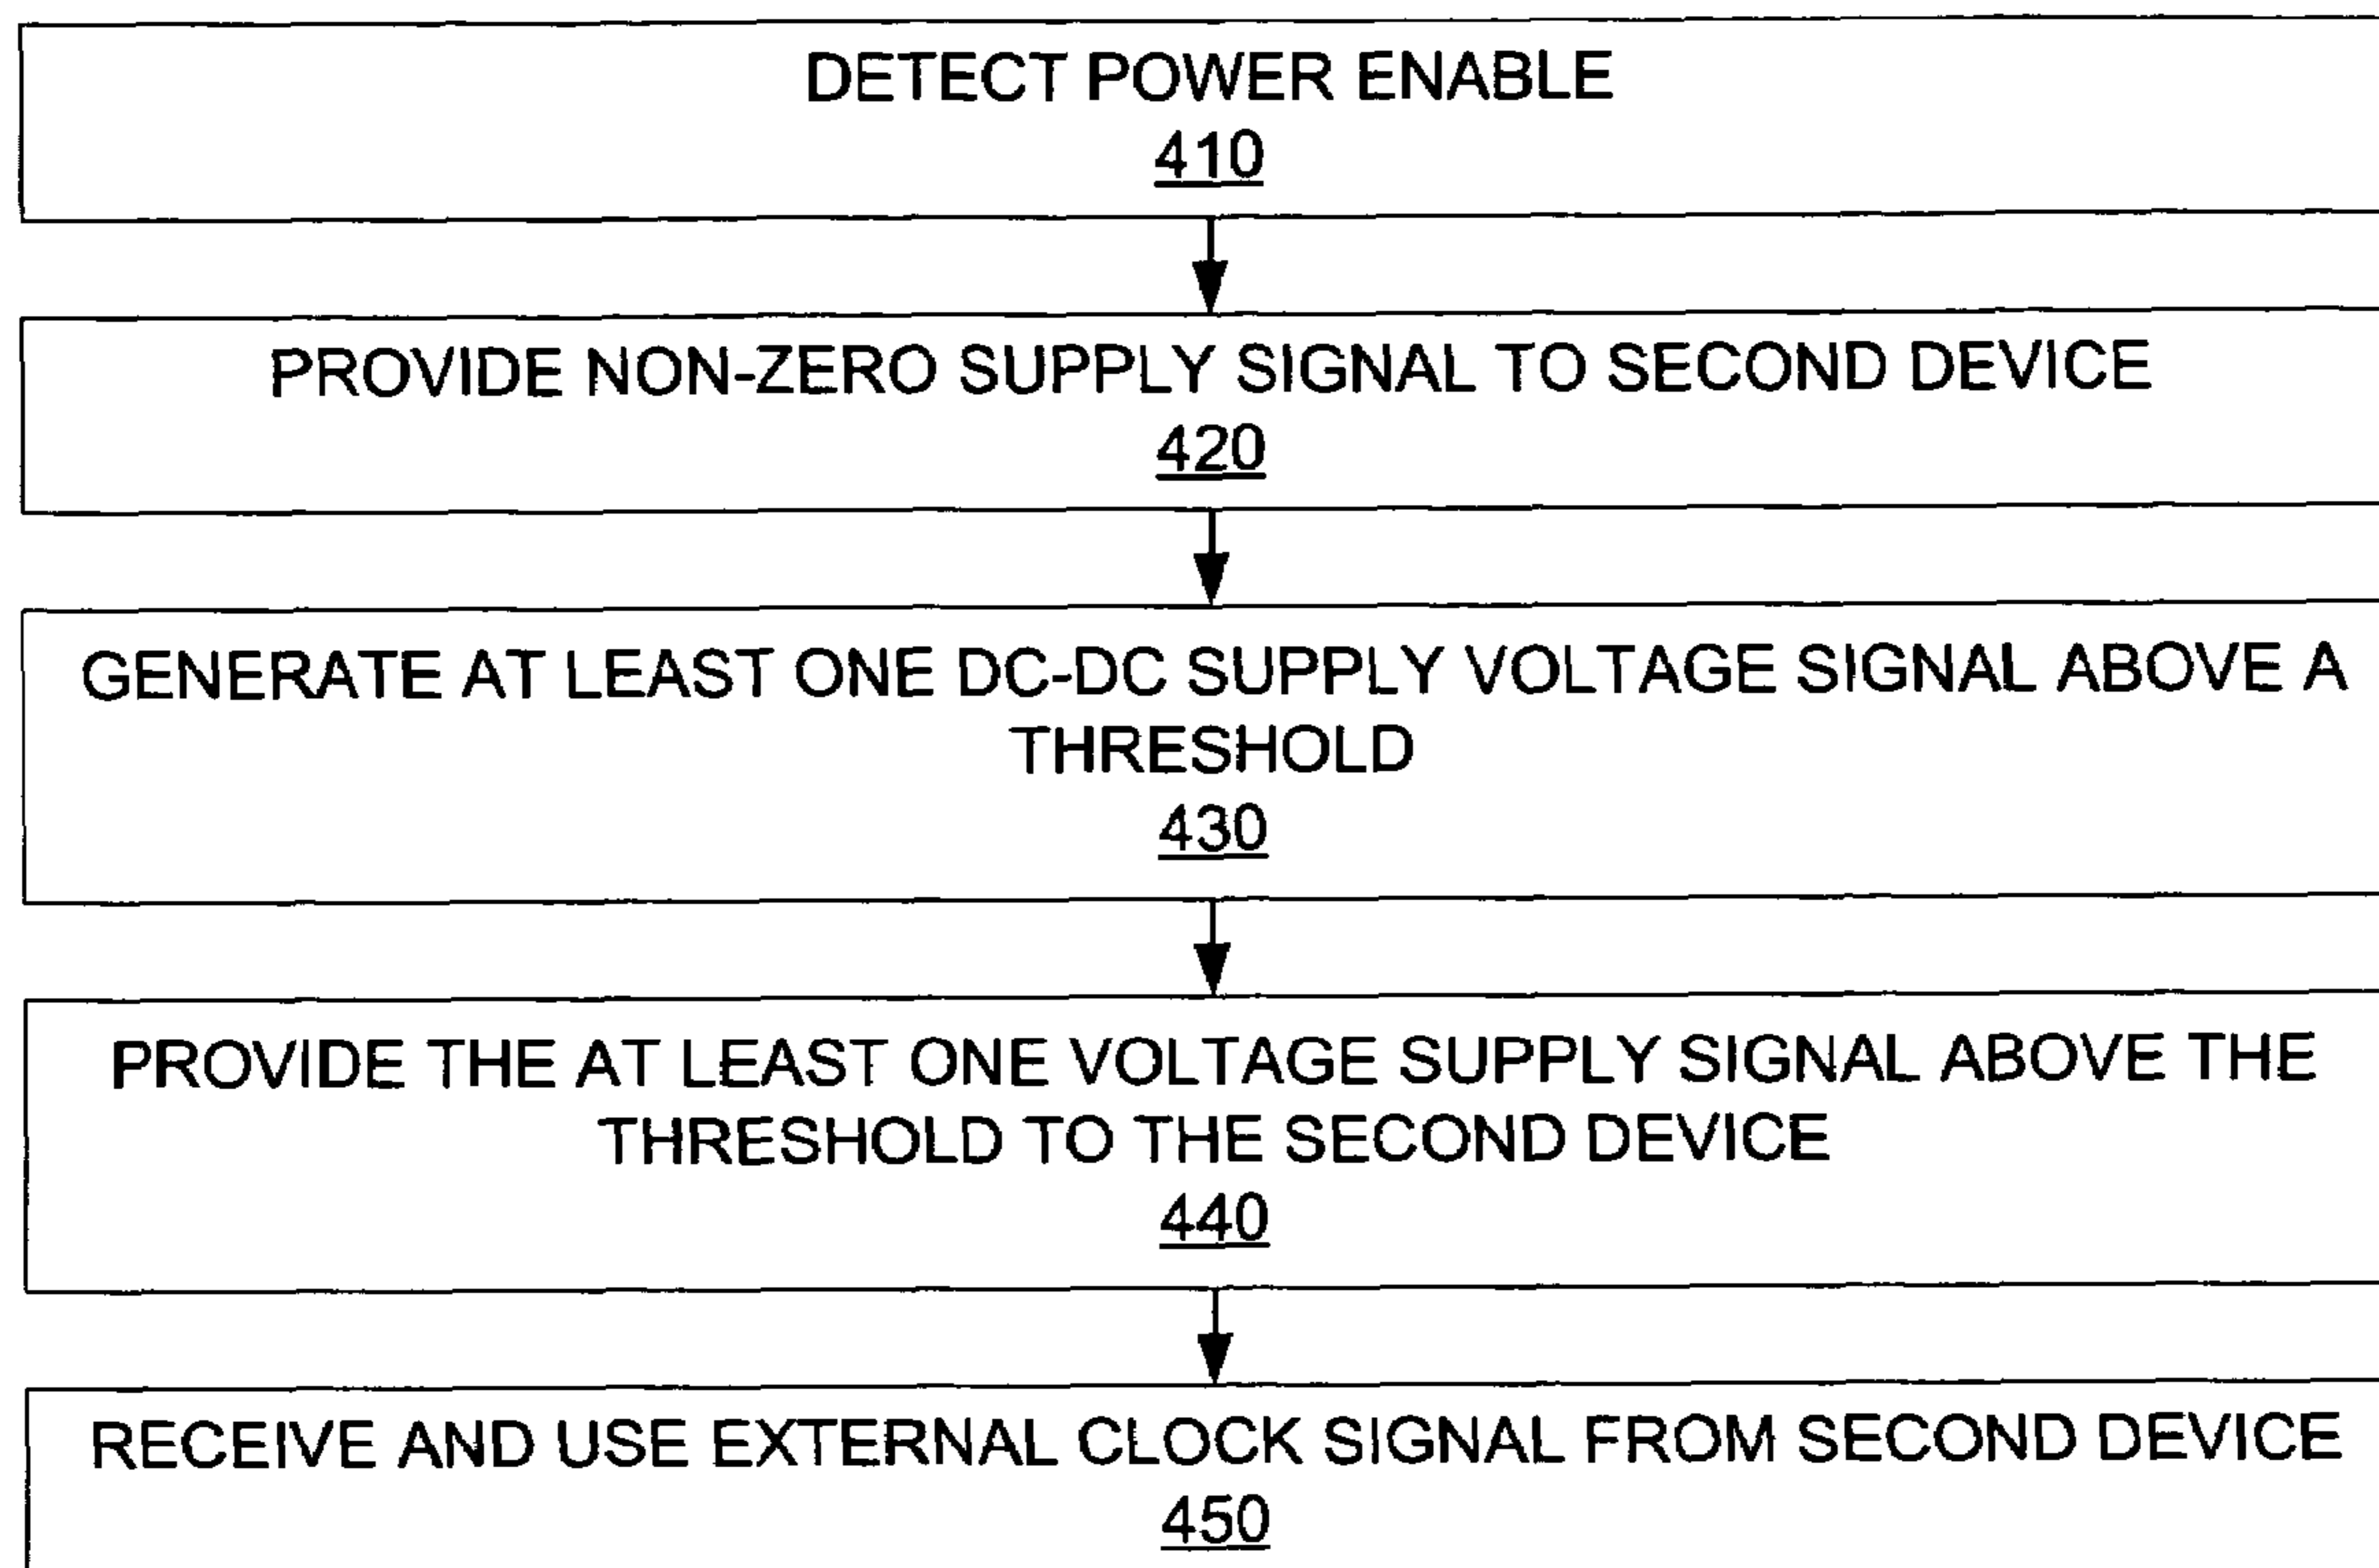 DETECT POWER ENABLE
410
PROVIDE NON-ZERO SUPPLY SIGNAL TO SECOND DEVICE
420
GENERATE AT LEAST ONE DC-DC SUPPLY VOLTAGE SIGNAL ABOVE A
THRESHOLD
430
PROVIDE THE AT LEAST ONE VOLTAGE SUPPLY SIGNAL ABOVE THE
THRESHOLD TO THE SECOND DEVICE
440
RECEIVE AND USE EXTERNAL CLOCK SIGNAL FROM SECOND DEVICE
450